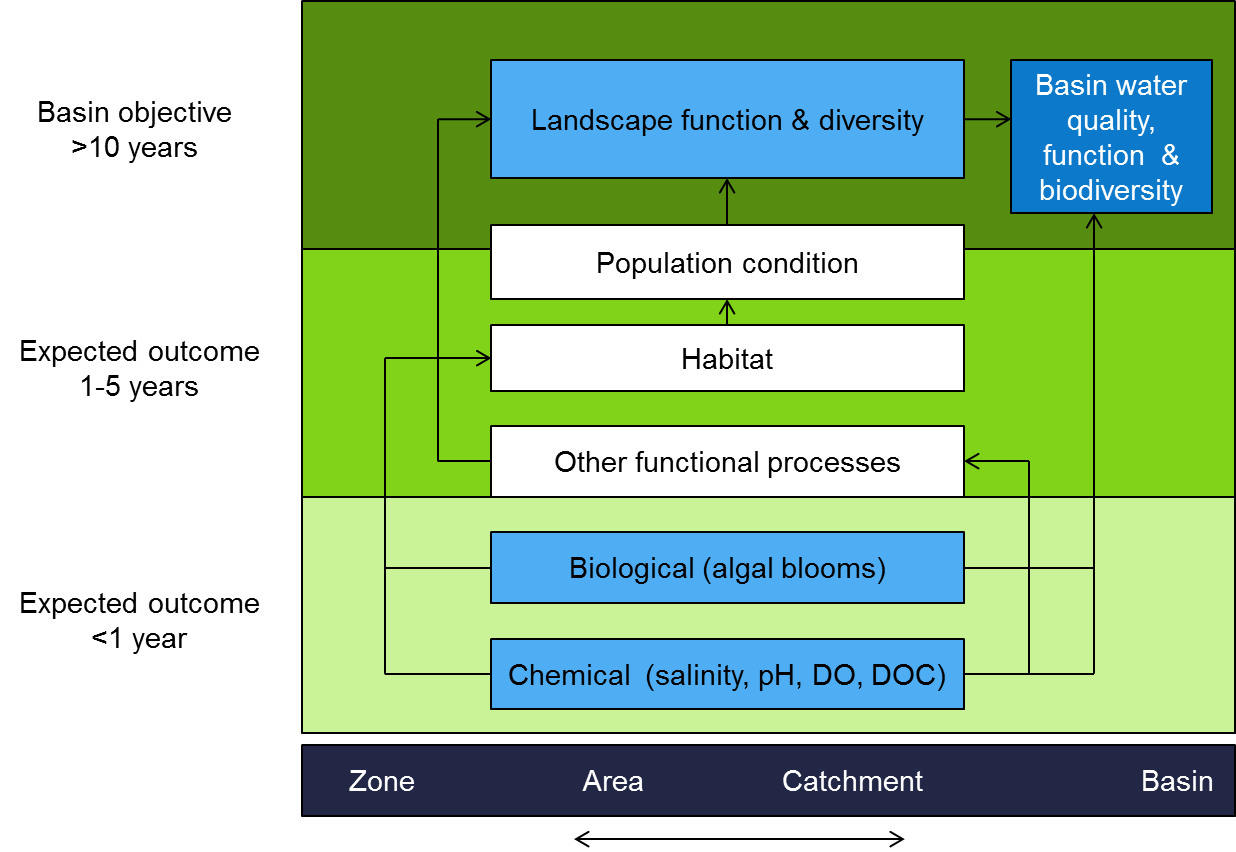 Basin objective
>10 years
Landscape function & diversity
Basin water
quality,
function & 
biodiversity
Population condition
Expected outcome
1-5 years
Habitat
Other functional processes
Expected outcome
<1 year
Biological (algal blooms)
Chemical (salinity, pH, DO, DOC)
Zone Area Catchment Basin